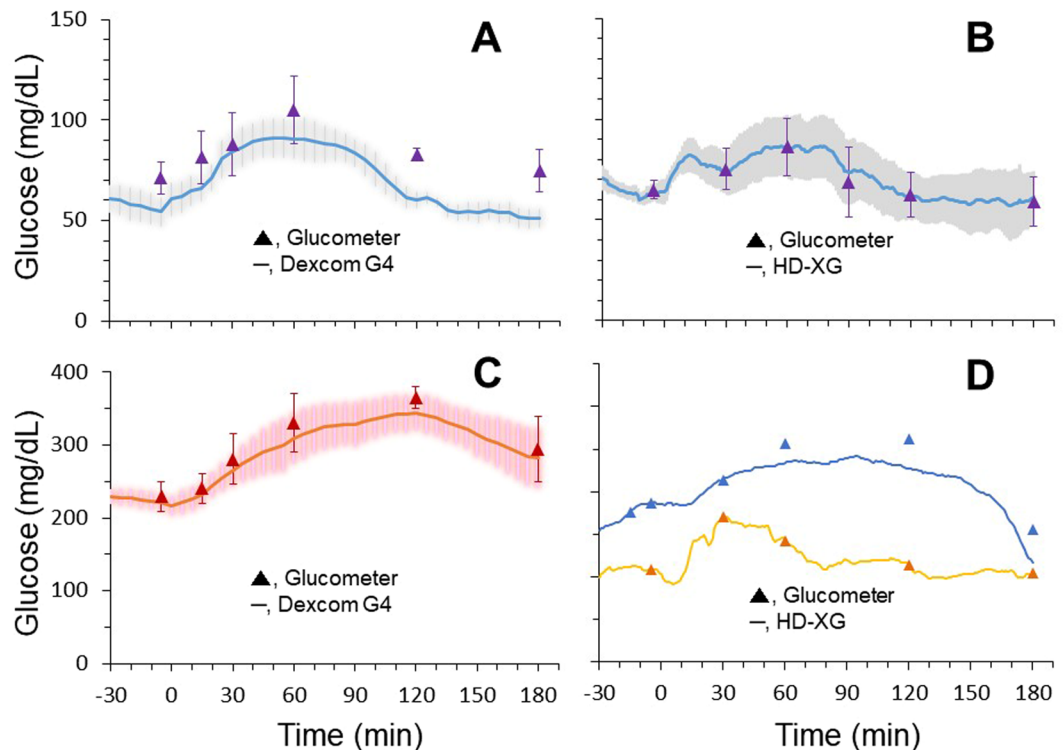 150
100
50
0
Glucose (mg/dL)
A
▲, Glucometer
—, Dexcom G4
B
▲, Glucometer
—, HD-XG
400
300
200
100
0
Glucose (mg/dL)
C
▲, Glucometer
—, Dexcom G4
-30 0 30 60 90 120 150 180
Time (min)
D
▲, Glucometer
—, HD-XG
-30 0 30 60 90 120 150 180
Time (min)